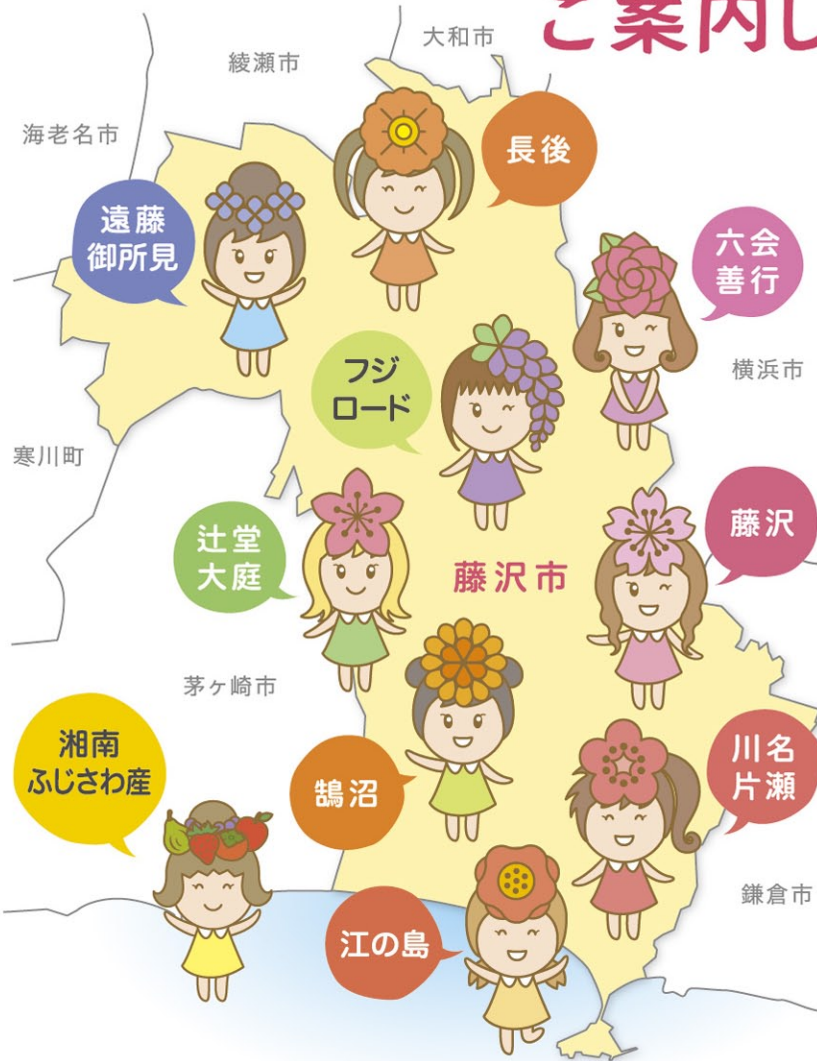 ご案内し
大和市
綾瀬市
海老名市
長後
遠藤
御所見
六会
善行
横浜市
フジ
ロード
寒川町
藤沢
辻堂
大庭
藤沢市
茅ヶ崎市
湘南
ふじさわ産
川名
片瀬
鵠沼
鎌倉市
江の島